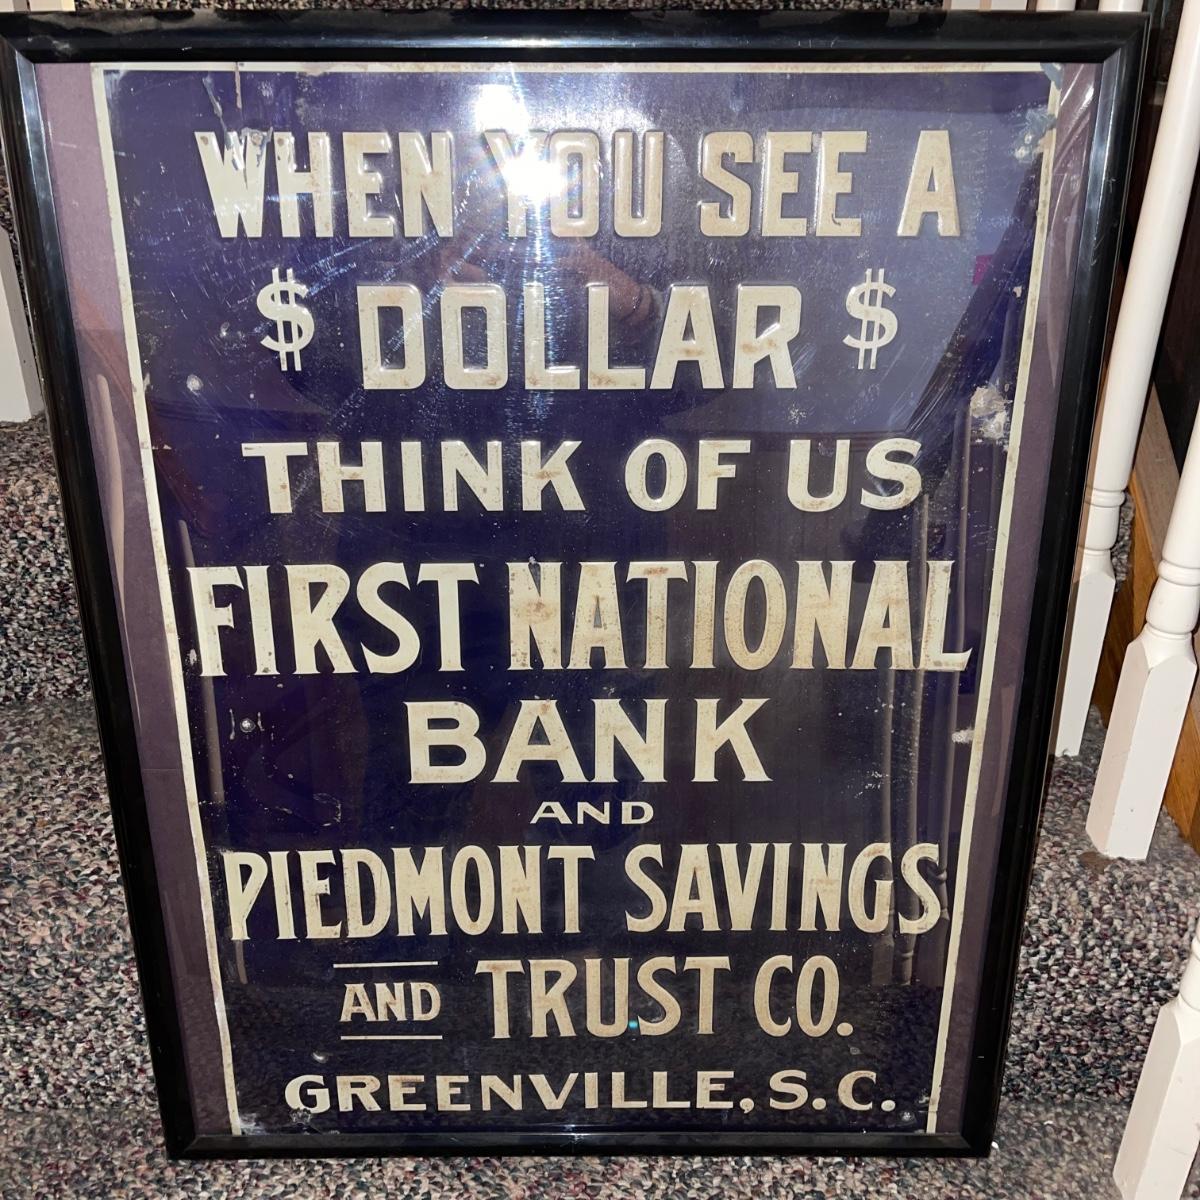 WHEN YOU SEE A
$ DOLLAR $
THINK OF US
FIRST NATIONAL
BANK
AND
PIEDMONT SAVINGS
AND TRUST CO.
GREENVILLE, S.C.